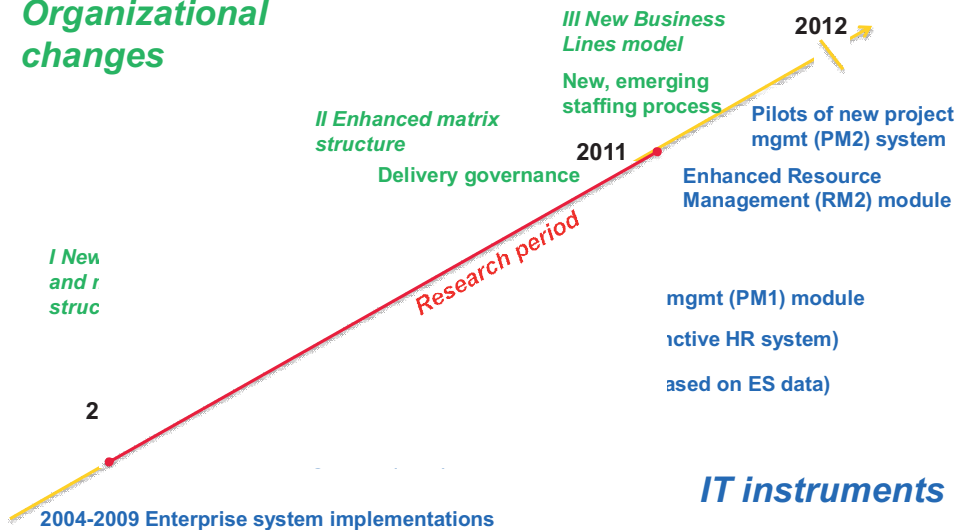 Organizational
changes
III New Business
Lines model
2012
New, emerging
staffing process
Pilots of new project
mgmt (PM2) system
II Enhanced matrix
structure
2011
Delivery governance
Enhanced Resource
Management (RM2) module
Research period
I New
and
struc
mgmt (PM1) module
HR system)
on ES data)
2
IT instruments
2004-2009 Enterprise system implementations